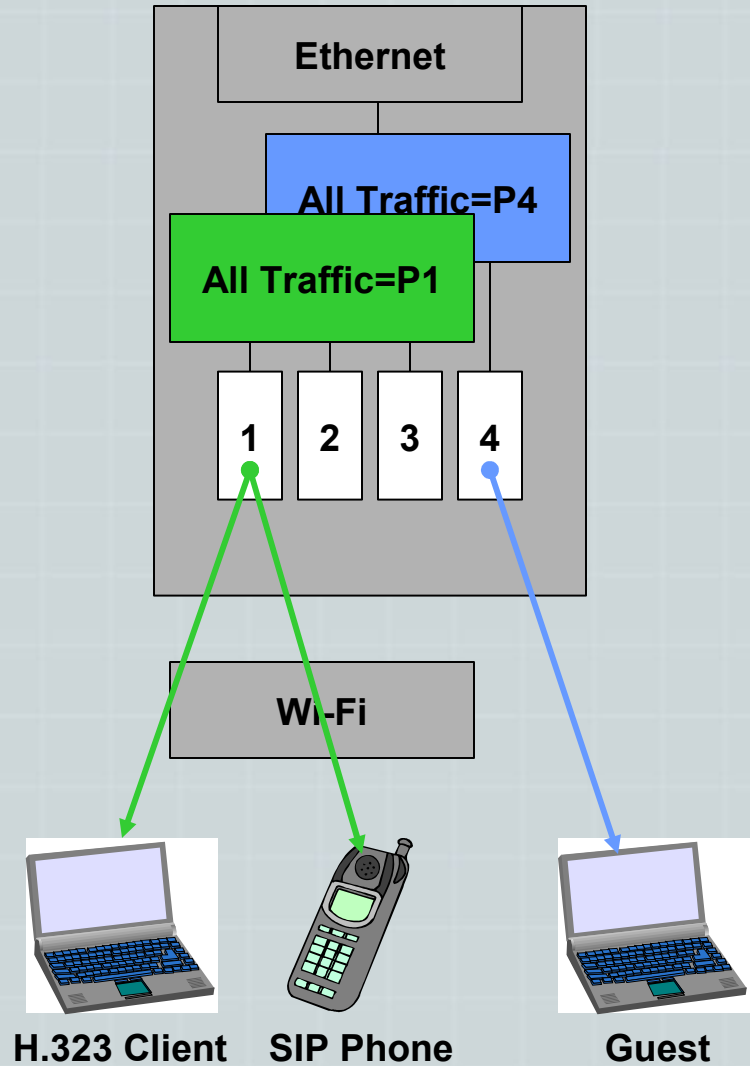 Ethernet
All Traffic=P4
All Traffic=P1
1 2 3 4
Wi-Fi
H.323 Client SIP Phone Guest